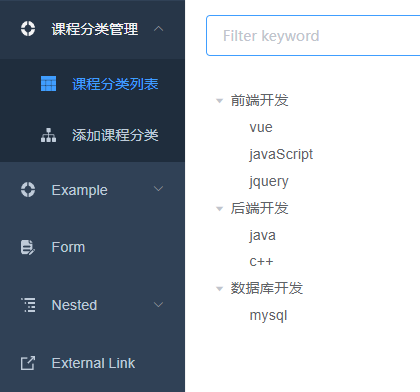 课程分类管理
课程分类列表
添加课程分类
Example
Form
Nested
External Link
Filter keyword
前端开发
vue
javaScript
jquery
后端开发
java
c++
数据库开发
mysql